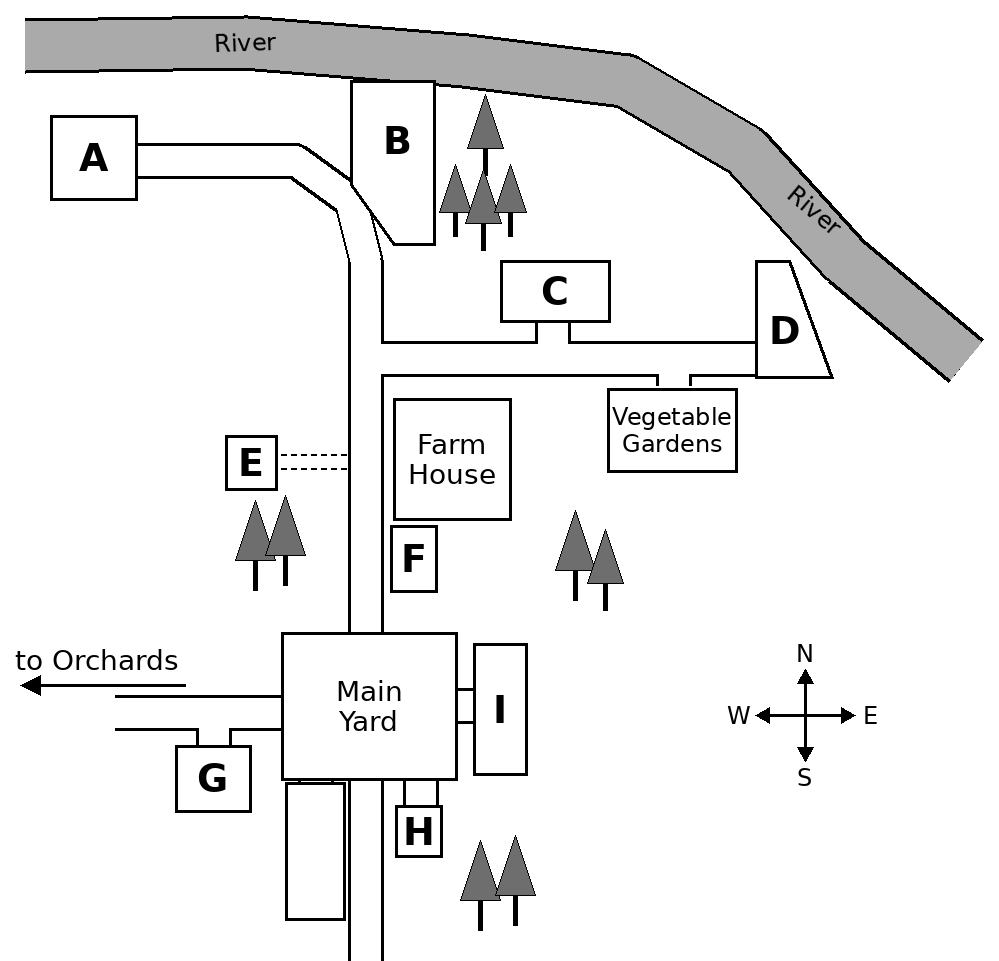 River
A
B
River
C
D
Vegetable
Gardens
Farm
House
E
F
to Orchards
Main
Yard
I
G
H
N
W
E
S